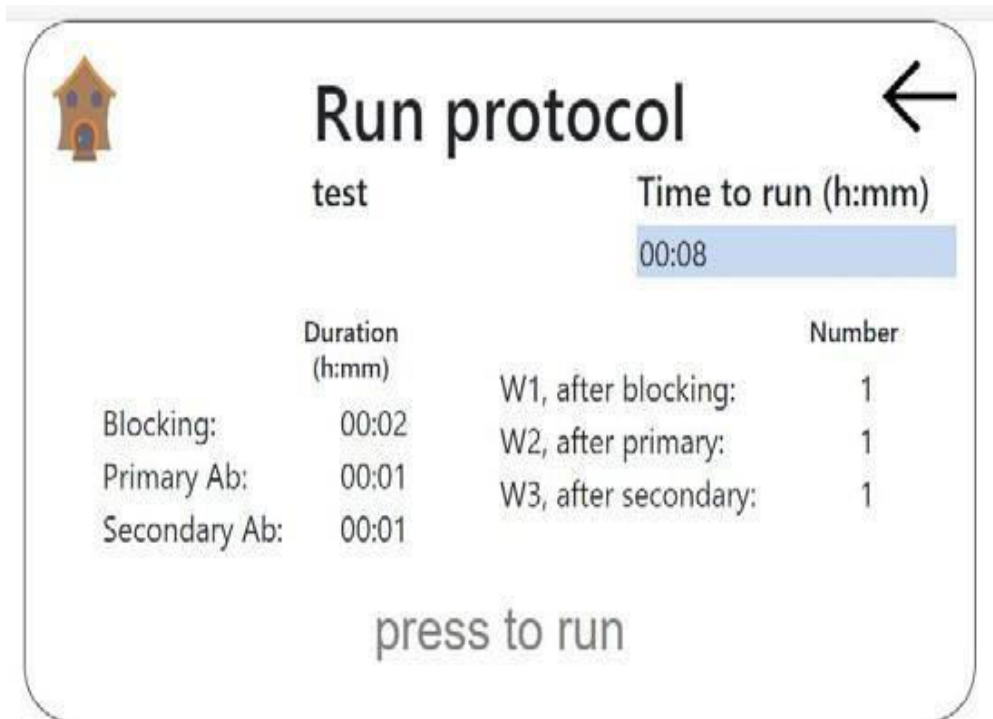 Run protocol
test
Time to run (h:mm)
00:08
Duration
(h:mm)
Blocking: 00:02
Primary Ab: 00:01
Secondary Ab: 00:01
Number
W1, after blocking: 1
W2, after primary: 1
W3, after secondary: 1
press to run